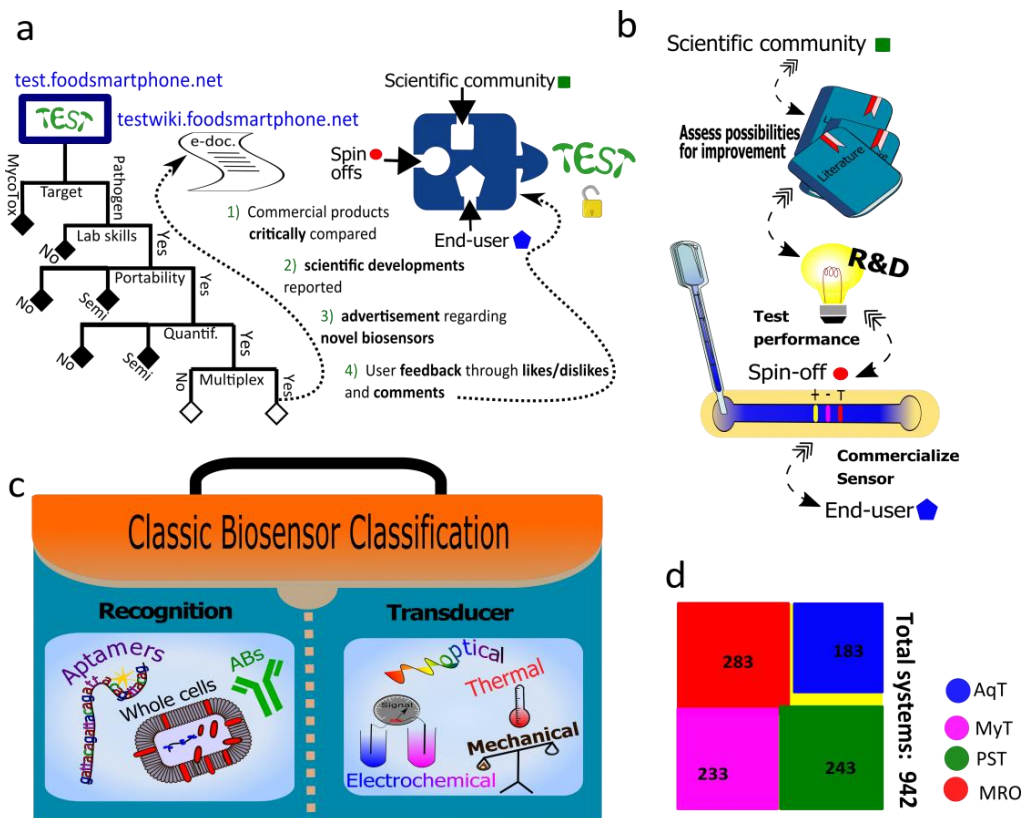 a
test.foodsmartphone.net
TEST
testwiki.foodsmartphone.net
e-doc.
MycoTox
Pathogen
Target
No
Lab skills
Yes
No
Portability
Semi
Yes
No
Quantif.
Semi
Yes
No
Multiplex
Yes
Scientific community
Spin
offs
TEST
End-user
1) Commercial products
critically compared
2) scientific developments
reported
3) advertisement regarding
novel biosensors
4) User feedback through likes/dislikes
and comments
b
Scientific community
Assess possibilities
for improvement
Literature
R&D
Test
performance
Spin-off
+ - T
Commercialize
Sensor
End-user
c
Classic Biosensor Classification
Recognition
Aptamers
gattacagattacagatt
Whole cells
ABs
Transducer
optical
Thermal
Signal
Mechanical
Electrochemical
d
283
183
233
243
Total systems: 942
AqT
MyT
PST
MRO